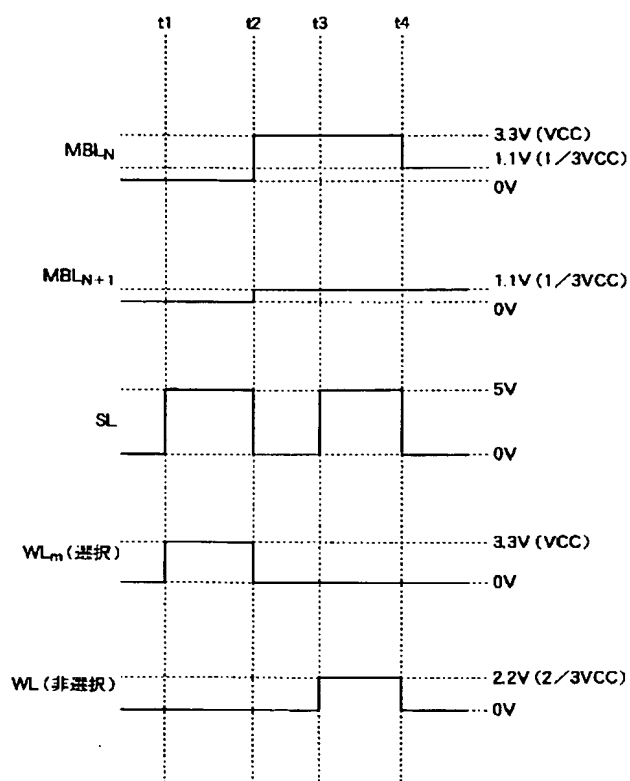 t1 t2 t3 t4
MBLN
3.3V (VCC)
1.1V (1/3VCC)
0V
MBLN+1
1.1V (1/3VCC)
0V
SL
5V
0V
WLm (選択)
3.3V (VCC)
0V
WL (非選択)
2.2V (2/3VCC)
0V